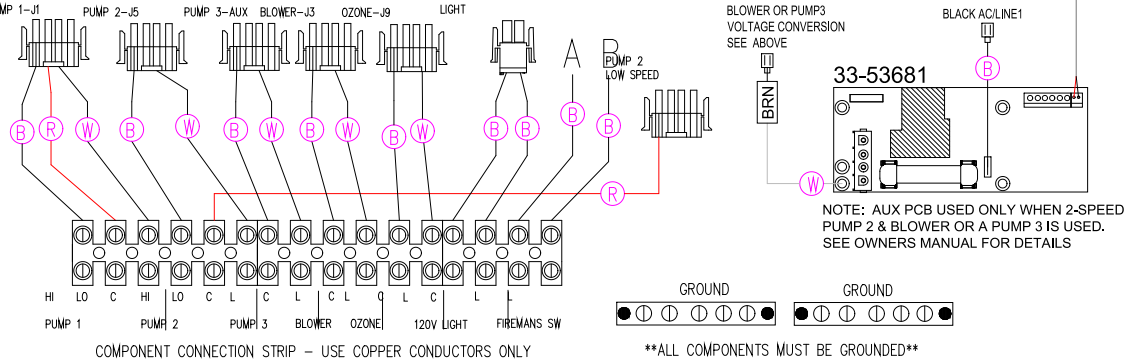 MP 1-J1
PUMP 2-J5
PUMP 3-AUX
BLOWER-J3
OZONE-J9
LIGHT
A
B
PUMP 2
LOW SPEED
BLOWER OR PUMP3
VOLTAGE CONVERSION
SEE ABOVE
BLACK AC/LINE1
B
33-53681
BRN
W
B R W B W B W B W B W B B B B
R
NOTE: AUX PCB USED ONLY WHEN 2-SPEED
PUMP 2 & BLOWER OR A PUMP 3 IS USED.
SEE OWNERS MANUAL FOR DETAILS
HI LO C HI LO C L C L C L C L C L L
PUMP 1 PUMP 2 PUMP 3 BLOWER OZONE 120V LIGHT FIREMANS SW
COMPONENT CONNECTION STRIP – USE COPPER CONDUCTORS ONLY
GROUND
GROUND
**ALL COMPONENTS MUST BE GROUNDED**